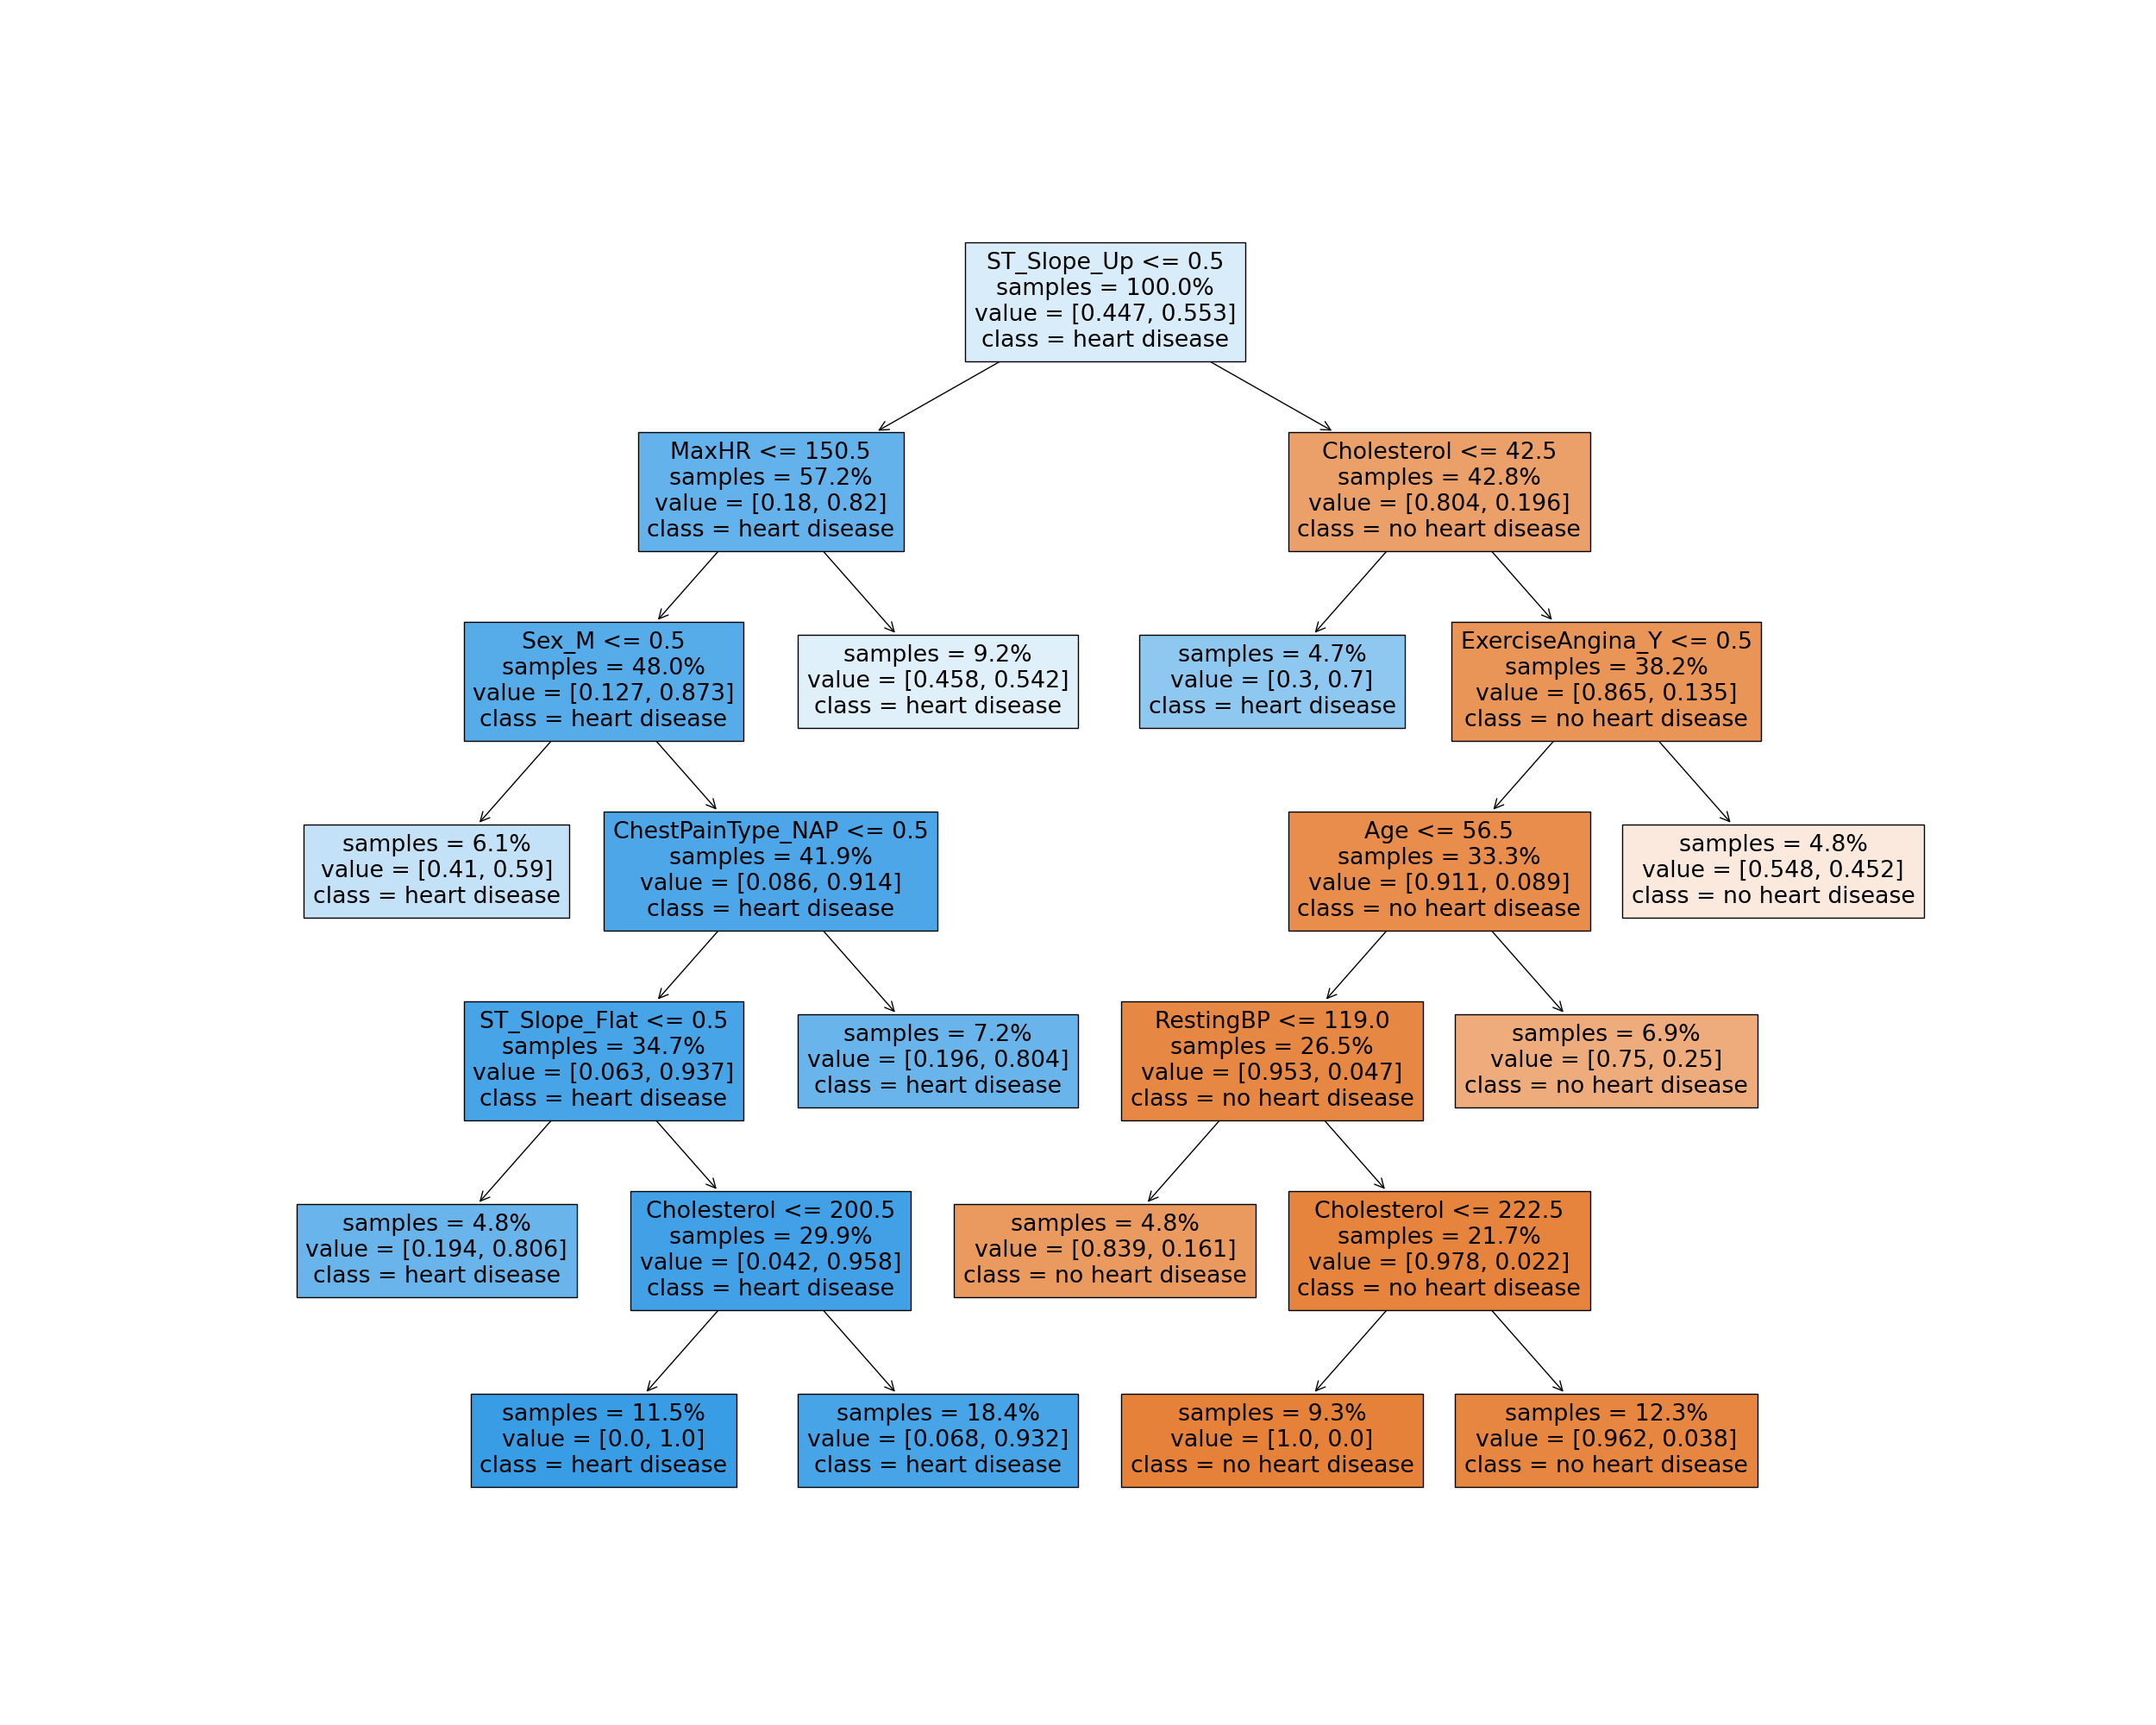 ST_Slope_Up <= 0.5
samples = 100.0%
value = [0.447, 0.553]
class = heart disease
MaxHR <= 150.5
samples = 57.2%
value = [0.18, 0.82]
class = heart disease
Cholesterol <= 42.5
samples = 42.8%
value = [0.804, 0.196]
class = no heart disease
Sex_M <= 0.5
samples = 48.0%
value = [0.127, 0.873]
class = heart disease
samples = 9.2%
value = [0.458, 0.542]
class = heart disease
samples = 4.7%
value = [0.3, 0.7]
class = heart disease
ExerciseAngina_Y <= 0.5
samples = 38.2%
value = [0.865, 0.135]
class = no heart disease
samples = 6.1%
value = [0.41, 0.59]
class = heart disease
ChestPainType_NAP <= 0.5
samples = 41.9%
value = [0.086, 0.914]
class = heart disease
Age <= 56.5
samples = 33.3%
value = [0.911, 0.089]
class = no heart disease
samples = 4.8%
value = [0.548, 0.452]
class = no heart disease
ST_Slope_Flat <= 0.5
samples = 34.7%
value = [0.063, 0.937]
class = heart disease
samples = 7.2%
value = [0.196, 0.804]
class = heart disease
RestingBP <= 119.0
samples = 26.5%
value = [0.953, 0.047]
class = no heart disease
samples = 6.9%
value = [0.75, 0.25]
class = no heart disease
samples = 4.8%
value = [0.194, 0.806]
class = heart disease
Cholesterol <= 200.5
samples = 29.9%
value = [0.042, 0.958]
class = heart disease
samples = 4.8%
value = [0.839, 0.161]
class = no heart disease
Cholesterol <= 222.5
samples = 21.7%
value = [0.978, 0.022]
class = no heart disease
samples = 11.5%
value = [0.0, 1.0]
class = heart disease
samples = 18.4%
value = [0.068, 0.932]
class = heart disease
samples = 9.3%
value = [1.0, 0.0]
class = no heart disease
samples = 12.3%
value = [0.962, 0.038]
class = no heart disease